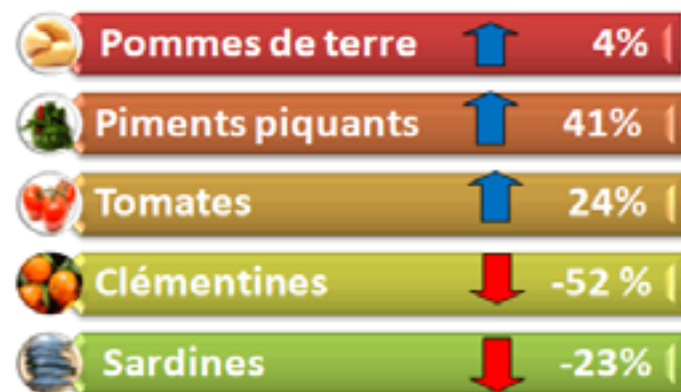 Pommes de terre 4%
Piments piquants 41%
Tomates 24%
Clémentines -52 %
Sardines -23%